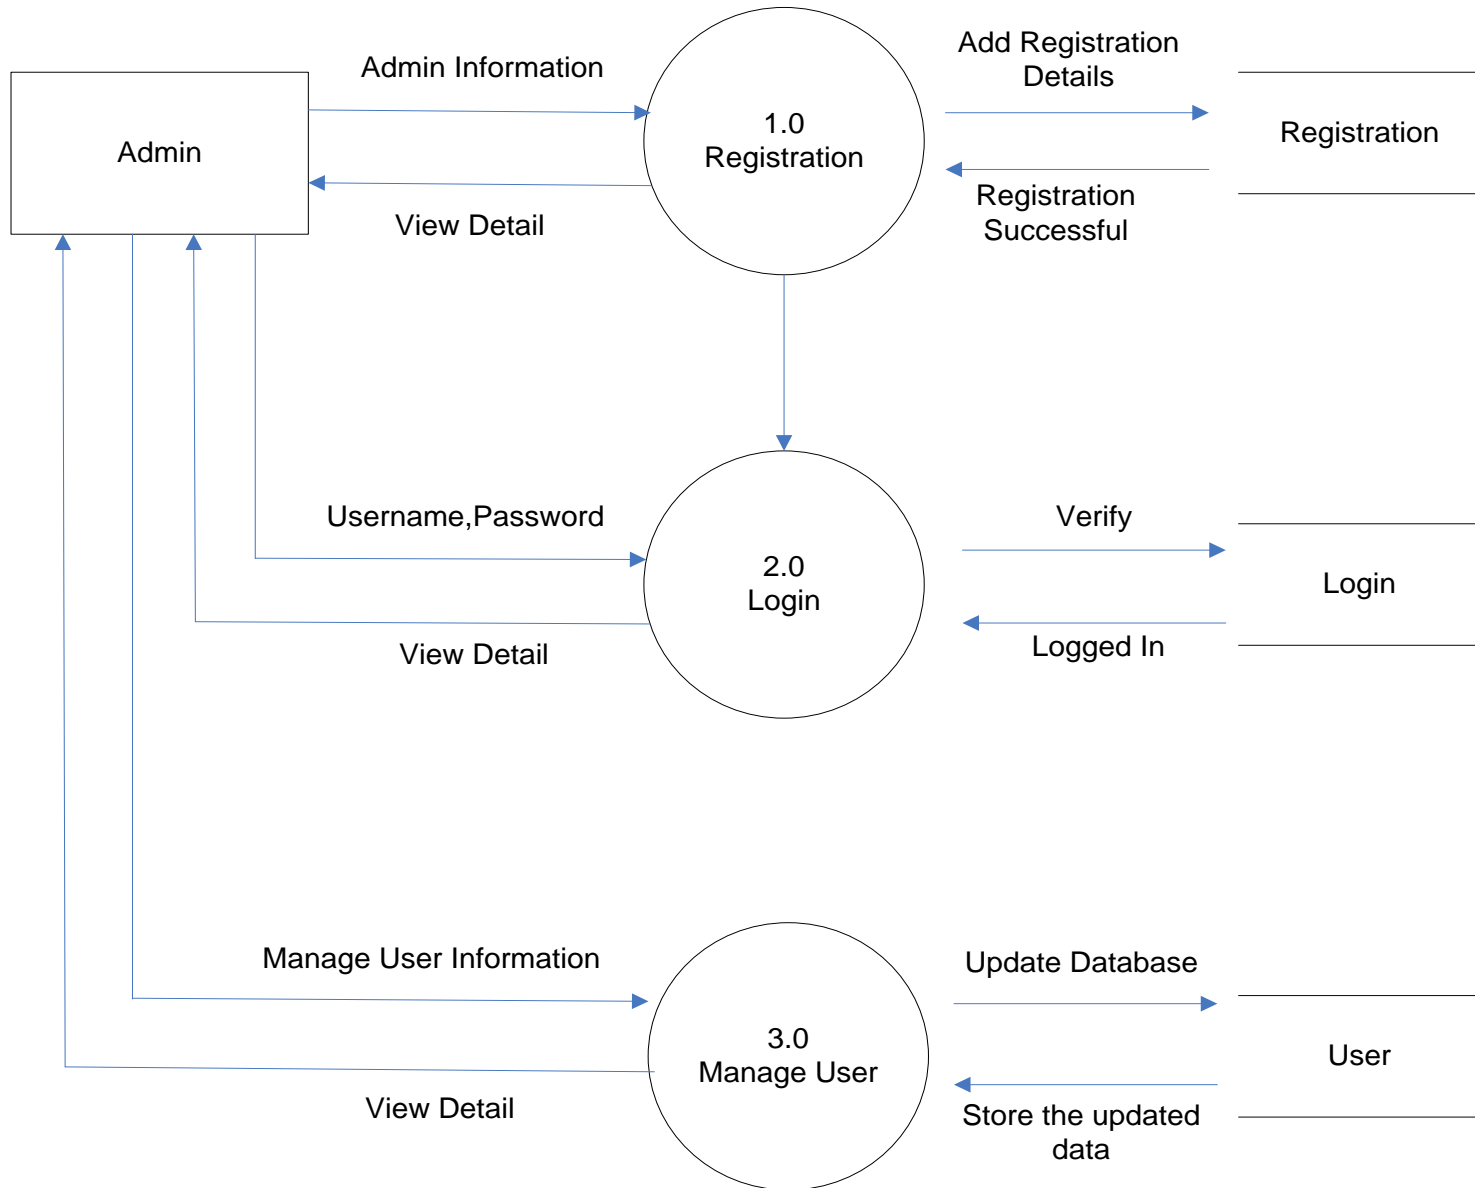 Admin Information
Add Registration
Details
Admin
1.0
Registration
Registration
View Detail
Registration
Successful
Username,Password
Verify
2.0
Login
Login
View Detail
Logged In
Manage User Information
Update Database
3.0
Manage User
User
View Detail
Store the updated
data